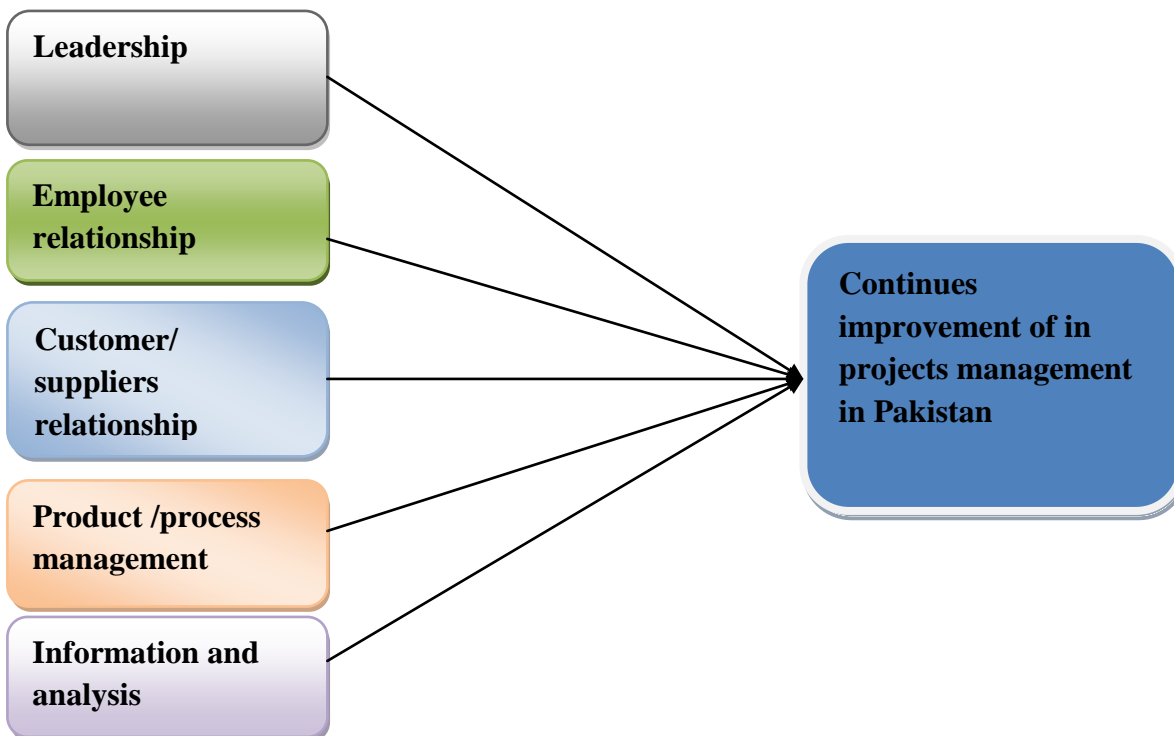 Leadership
Employee
relationship
Customer/
suppliers
relationship
Product /process
management
Information and
analysis
Continues
improvement of in
projects management
in Pakistan